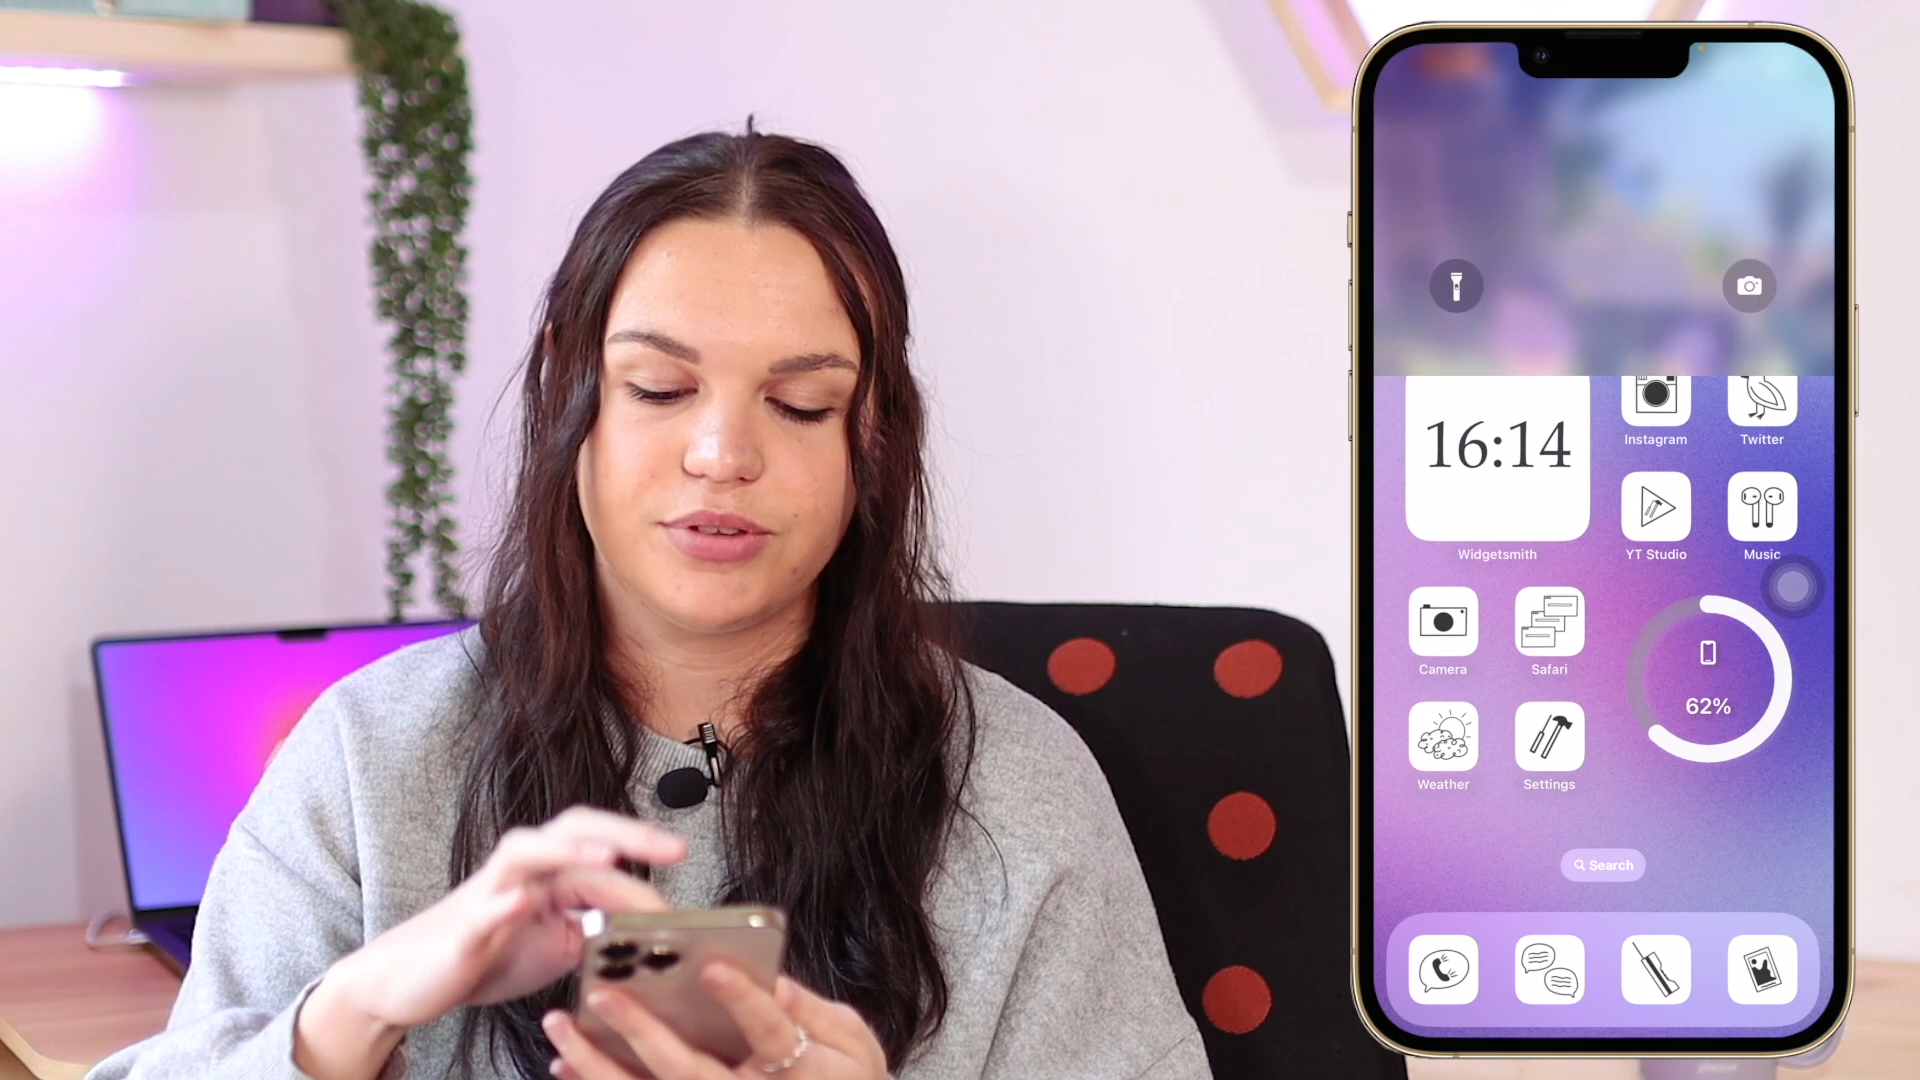 16:14
Widgetsmith
Instagram
Twitter
YT Studio
Music
Camera
Safari
62%
Weather
Settings
Search